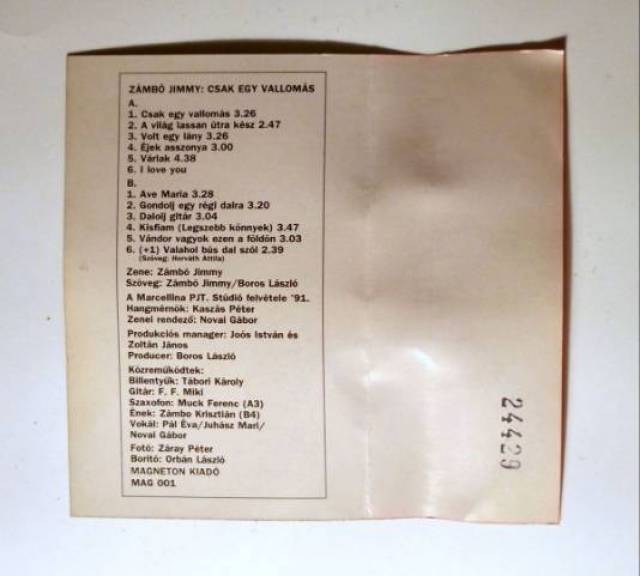 ZÁMBÓ JIMMY: CSAK EGY VALLOMÁS
A.
1. Csak egy vallomás 3.26
2. A világ lassan útra kész 2.47
3. Volt egy lány 3.26
4. Éjek asszonya 3.00
5. Várlak 4.38
6. I love you
B.
1. Ave Maria 3.28
2. Gondolj egy régi dalra 3.20
3. Dalolj gitár 3.04
4. Kisfiam (Legszebb könnyek) 3.47
5. Vándor vagyok ezen a földön 3.03
6. (+1) Valahol bús dal szól 2.39
(Szöveg: Horváth Attila)
Zene: Zámbó Jimmy
Szöveg: Zámbó Jimmy/Boros László
A Marcellina PJT. Stúdió felvétele '91.
Hangmérnök: Kaszás Péter
Zenei rendező: Novai Gábor
Produkciós manager: Joós István és
Zoltán János
Producer: Boros László
Közreműködtek:
Billentyűk: Tábori Károly
Gitár: F. F. Miki
Szaxofon: Muck Ferenc (A3)
Ének: Zámbo Krisztián (B4)
Vokál: Pál Éva/Juhász Mari/
Novai Gábor
Fotó: Záray Péter
Borító: Orbán László
MAGNETON KIADÓ
MAG 001
24429